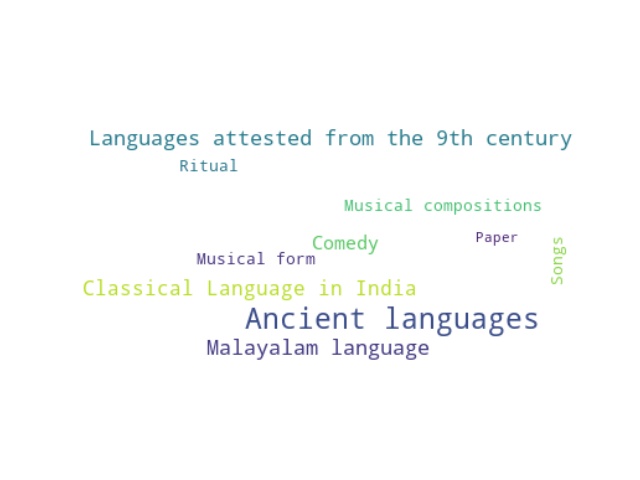 Languages attested from the 9th century
Ritual
Musical compositions
Paper
Comedy
Songs
Musical form
Classical Language in India
Ancient languages
Malayalam language